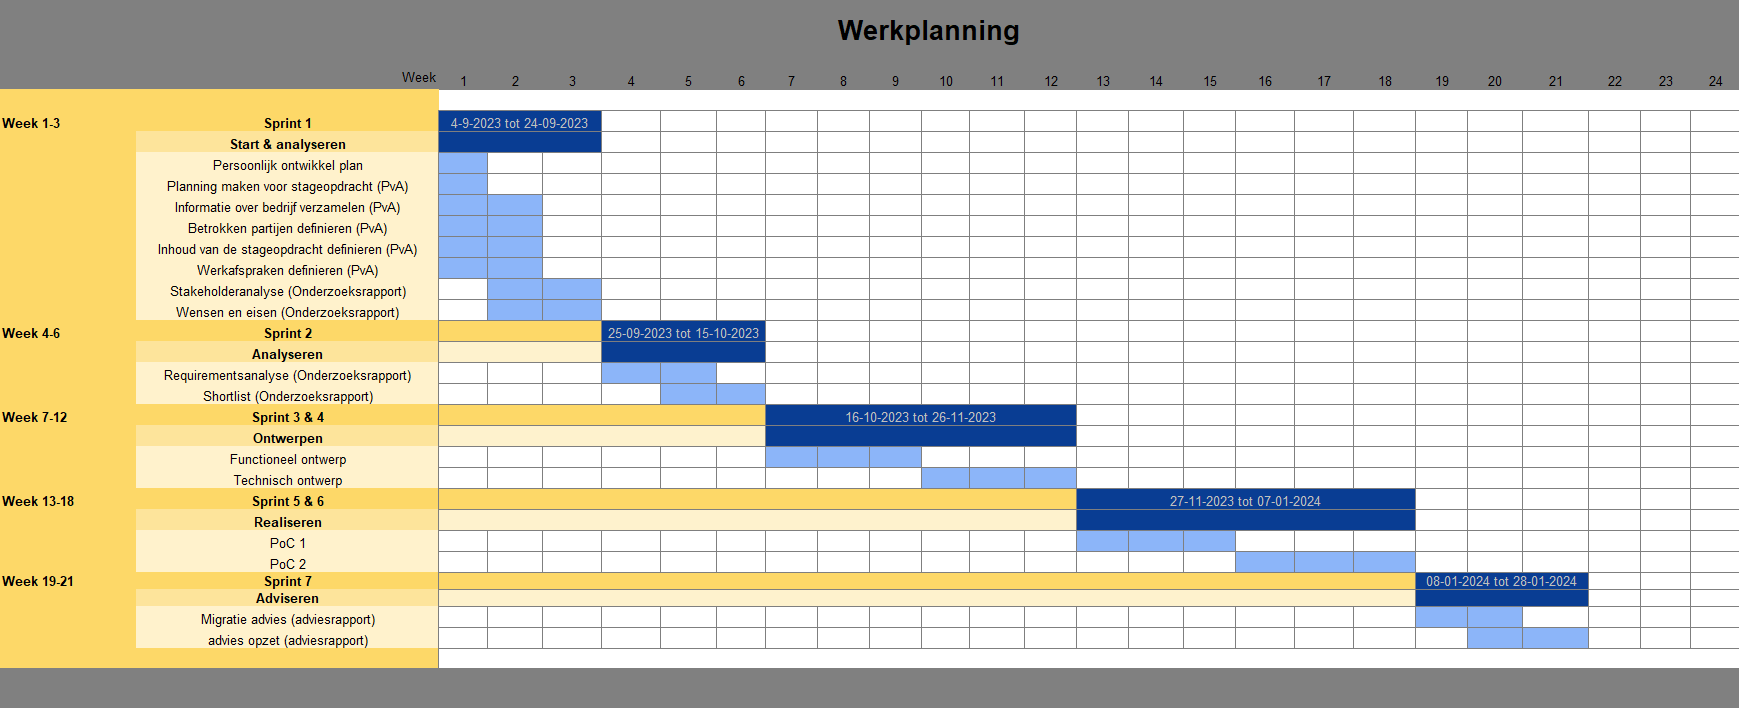 Werkplanning
Week 1 2 3 4 5 6 7 8 9 10 11 12 13 14 15 16 17 18 19 20 21 22 23 24
Week 1-3 Sprint 1 4-9-2023 tot 24-09-2023
Start & analyseren
Persoonlijk ontwikkel plan
Planning maken voor stageopdracht (PvA)
Informatie over bedrijf verzamelen (PvA)
Betrokken partijen definieren (PvA)
Inhoud van de stageopdracht definieren (PvA)
Werkafspraken definieren (PvA)
Stakeholderanalyse (Onderzoeksrapport)
Wensen en eisen (Onderzoeksrapport)
Week 4-6 Sprint 2 25-09-2023 tot 15-10-2023
Analyseren
Requirementsanalyse (Onderzoeksrapport)
Shortlist (Onderzoeksrapport)
Week 7-12 Sprint 3 & 4 16-10-2023 tot 26-11-2023
Ontwerpen
Functioneel ontwerp
Technisch ontwerp
Week 13-18 Sprint 5 & 6 27-11-2023 tot 07-01-2024
Realiseren
PoC 1
PoC 2
Week 19-21 Sprint 7 08-01-2024 tot 28-01-2024
Adviseren
Migratie advies (adviesrapport)
advies opzet (adviesrapport)